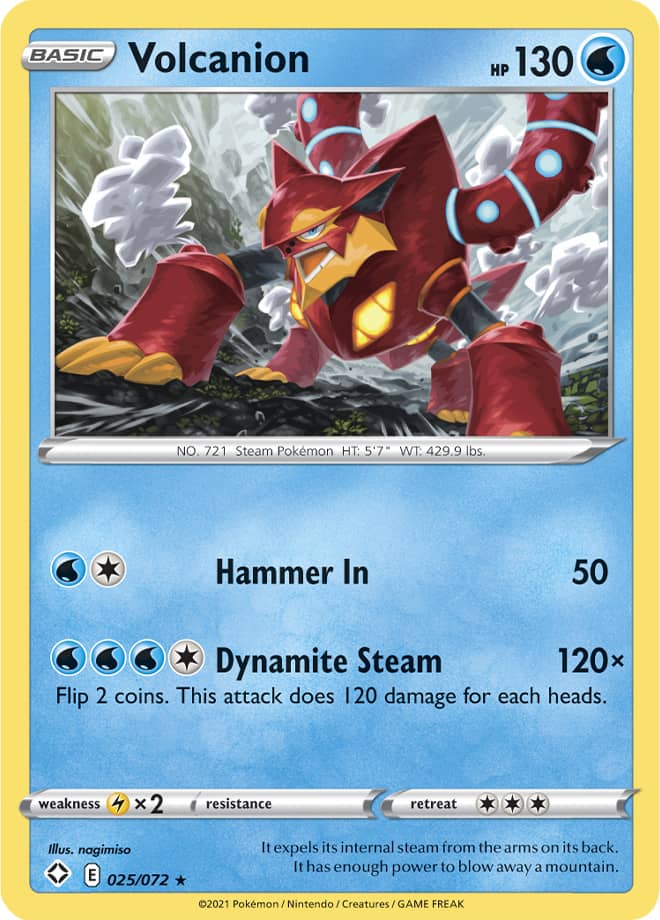 BASIC Volcanion HP 130
NO. 721 Steam Pokémon HT: 5'7" WT: 429.9 lbs.
Hammer In 50
Dynamite Steam 120×
Flip 2 coins. This attack does 120 damage for each heads.
weakness ×2 resistance retreat
Illus. nagimiso
It expels its internal steam from the arms on its back.
It has enough power to blow away a mountain.
E 025/072 ★
©2021 Pokémon / Nintendo / Creatures / GAME FREAK